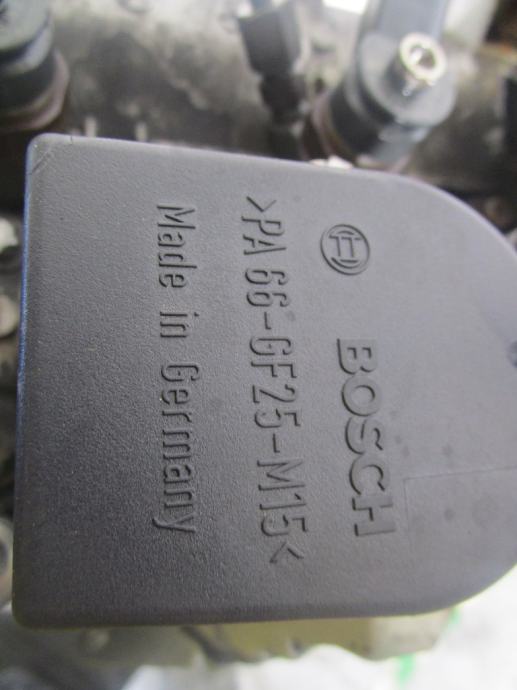 BOSCH
>PA 66-GF25-M15<
Made in Germany